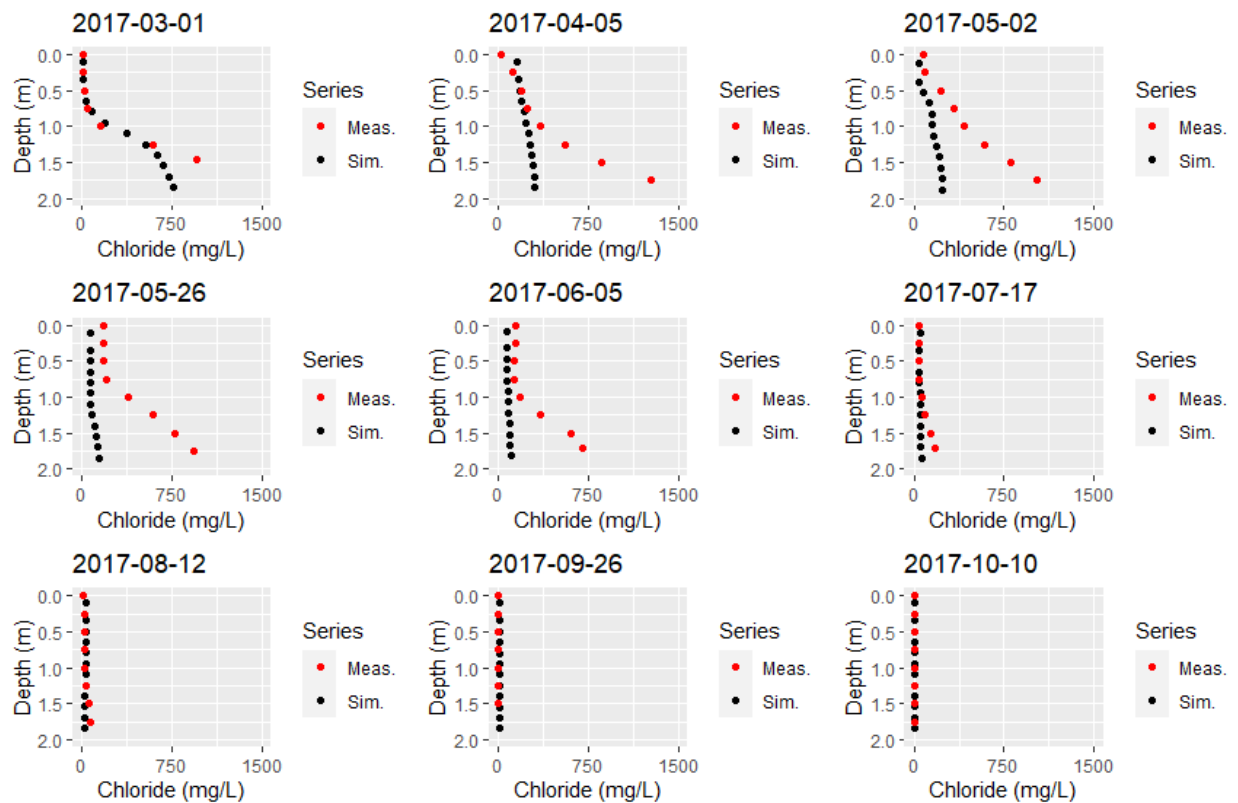 2017-03-01
0.0
0.5
1.0
1.5
2.0
Depth (m)
0 750 1500
Chloride (mg/L)
Series
Meas.
Sim.
2017-04-05
0.0
0.5
1.0
1.5
2.0
Depth (m)
0 750 1500
Chloride (mg/L)
Series
Meas.
Sim.
2017-05-02
0.0
0.5
1.0
1.5
2.0
Depth (m)
0 750 1500
Chloride (mg/L)
Series
Meas.
Sim.
2017-05-26
0.0
0.5
1.0
1.5
2.0
Depth (m)
0 750 1500
Chloride (mg/L)
Series
Meas.
Sim.
2017-06-05
0.0
0.5
1.0
1.5
2.0
Depth (m)
0 750 1500
Chloride (mg/L)
Series
Meas.
Sim.
2017-07-17
0.0
0.5
1.0
1.5
2.0
Depth (m)
0 750 1500
Chloride (mg/L)
Series
Meas.
Sim.
2017-08-12
0.0
0.5
1.0
1.5
2.0
Depth (m)
0 750 1500
Chloride (mg/L)
Series
Meas.
Sim.
2017-09-26
0.0
0.5
1.0
1.5
2.0
Depth (m)
0 750 1500
Chloride (mg/L)
Series
Meas.
Sim.
2017-10-10
0.0
0.5
1.0
1.5
2.0
Depth (m)
0 750 1500
Chloride (mg/L)
Series
Meas.
Sim.